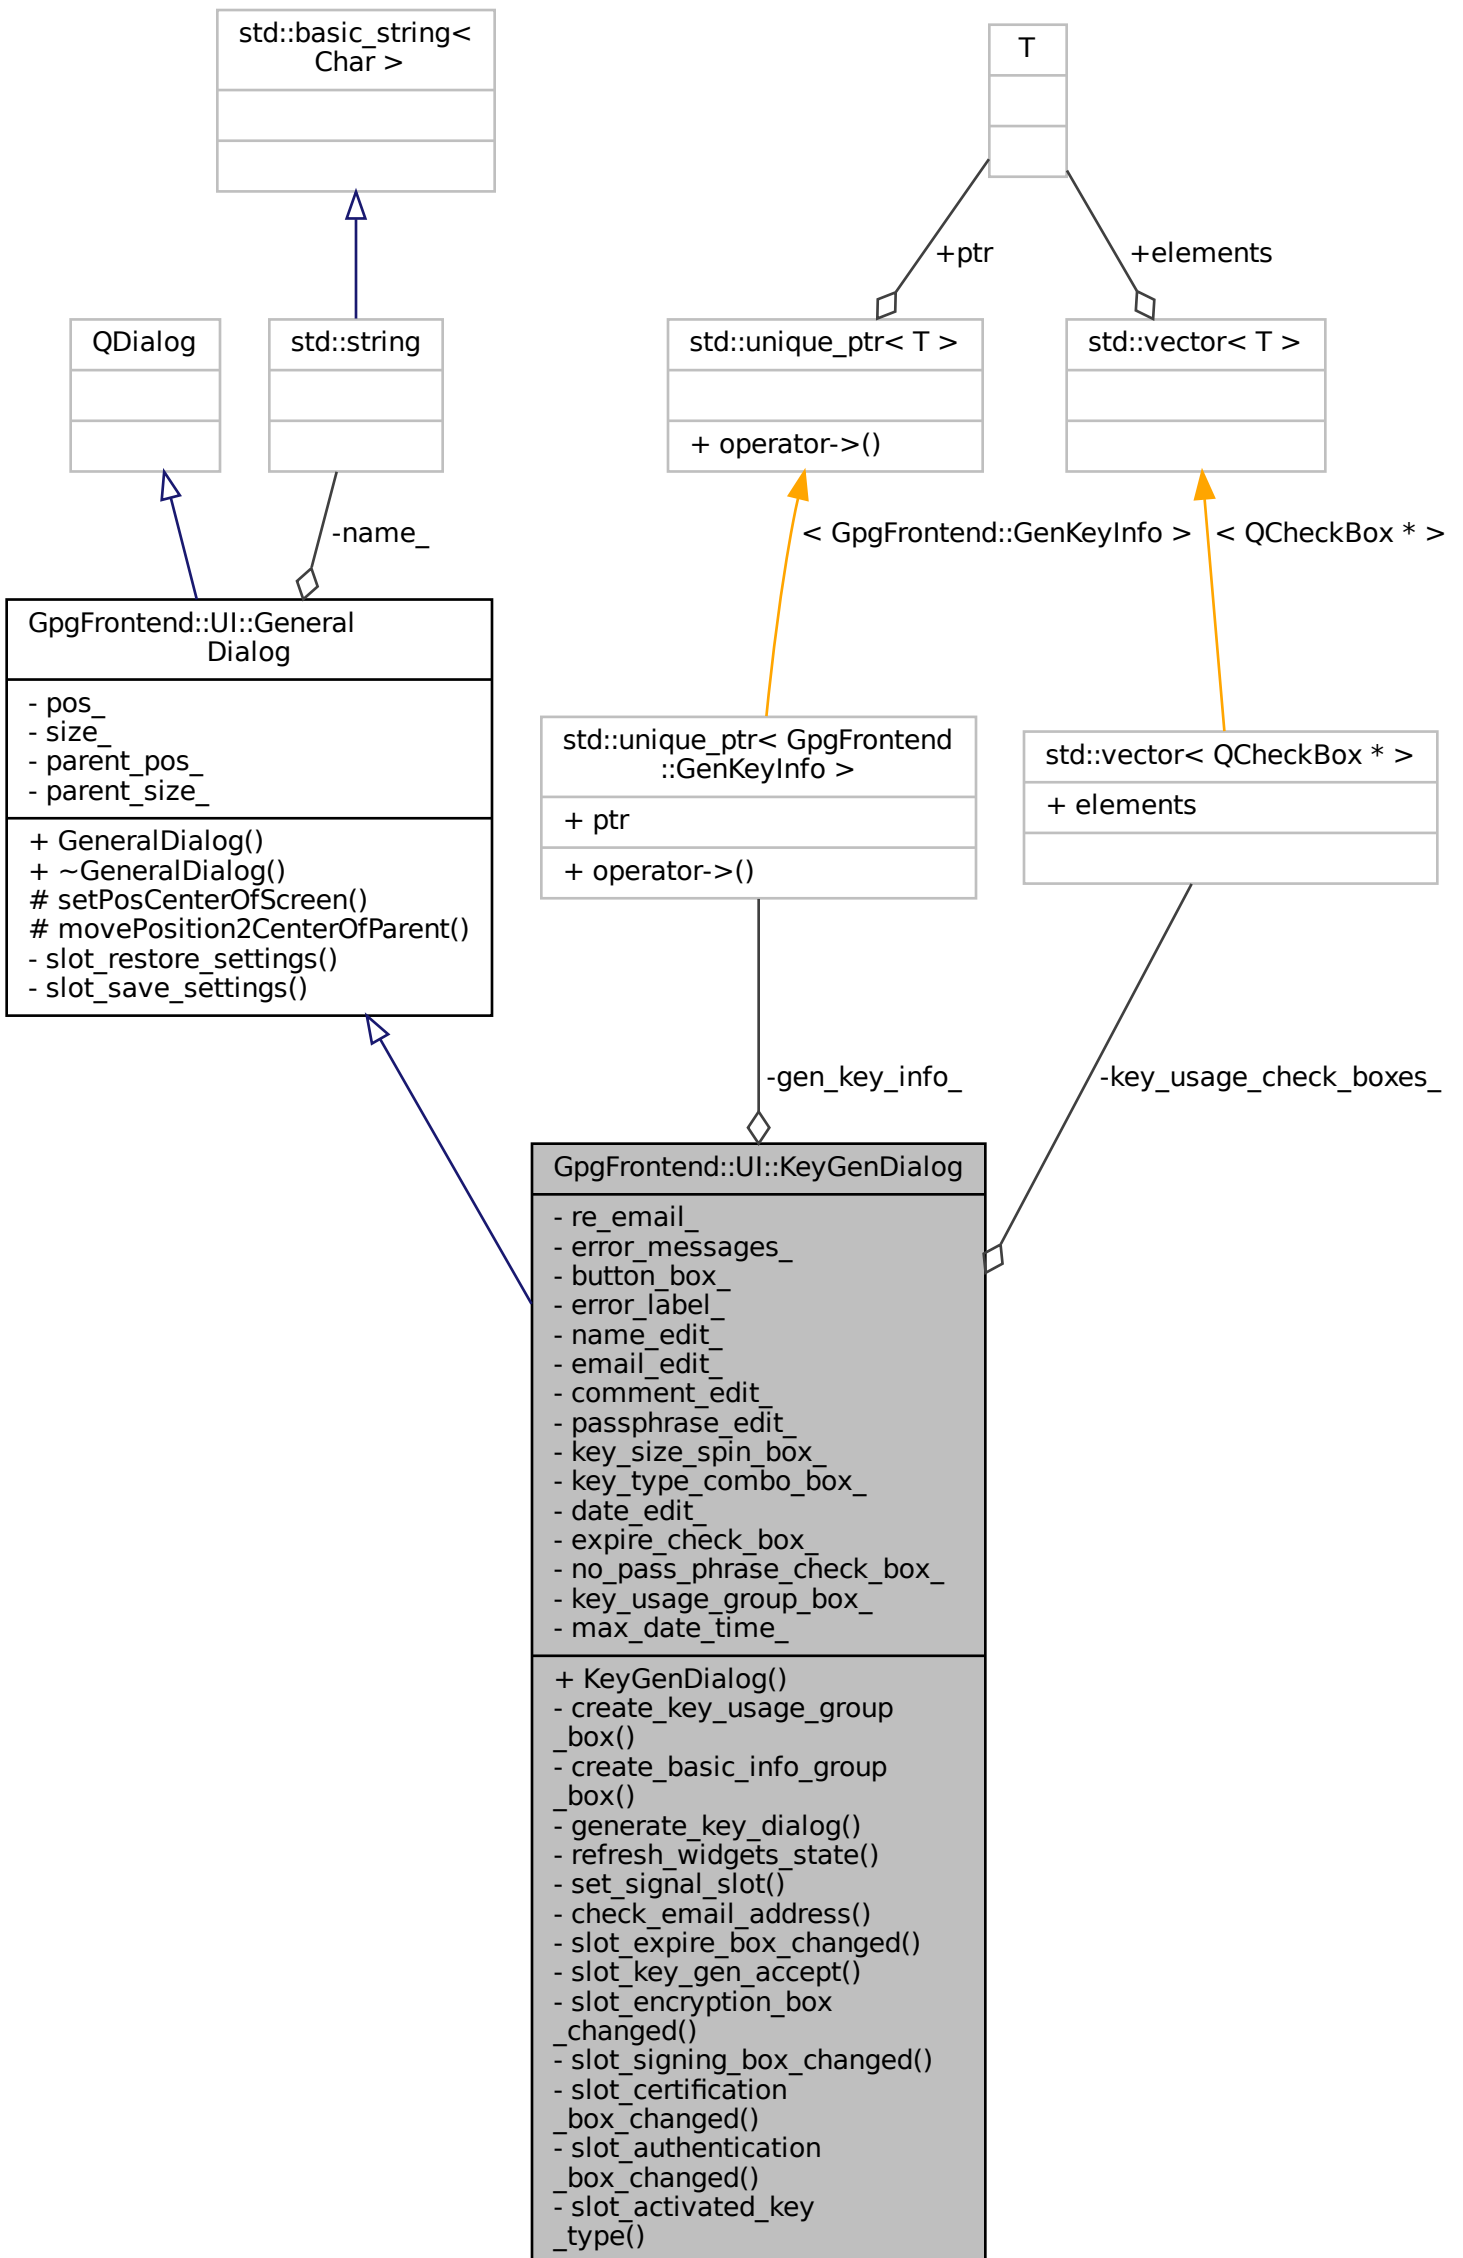 std::basic_string<
Char >
T
+ptr
+elements
QDialog
std::string
std::unique_ptr< T >
+ operator->()
std::vector< T >
-name_
< GpgFrontend::GenKeyInfo >
< QCheckBox * >
GpgFrontend::UI::General
Dialog
- pos_
- size_
- parent_pos_
- parent_size_
+ GeneralDialog()
+ ~GeneralDialog()
# setPosCenterOfScreen()
# movePosition2CenterOfParent()
- slot_restore_settings()
- slot_save_settings()
std::unique_ptr< GpgFrontend
::GenKeyInfo >
+ ptr
+ operator->()
std::vector< QCheckBox * >
+ elements
-gen_key_info_
-key_usage_check_boxes_
GpgFrontend::UI::KeyGenDialog
- re_email_
- error_messages_
- button_box_
- error_label_
- name_edit_
- email_edit_
- comment_edit_
- passphrase_edit_
- key_size_spin_box_
- key_type_combo_box_
- date_edit_
- expire_check_box_
- no_pass_phrase_check_box_
- key_usage_group_box_
- max_date_time_
+ KeyGenDialog()
- create_key_usage_group
_box()
- create_basic_info_group
_box()
- generate_key_dialog()
- refresh_widgets_state()
- set_signal_slot()
- check_email_address()
- slot_expire_box_changed()
- slot_key_gen_accept()
- slot_encryption_box
_changed()
- slot_signing_box_changed()
- slot_certification
_box_changed()
- slot_authentication
_box_changed()
- slot_activated_key
_type()